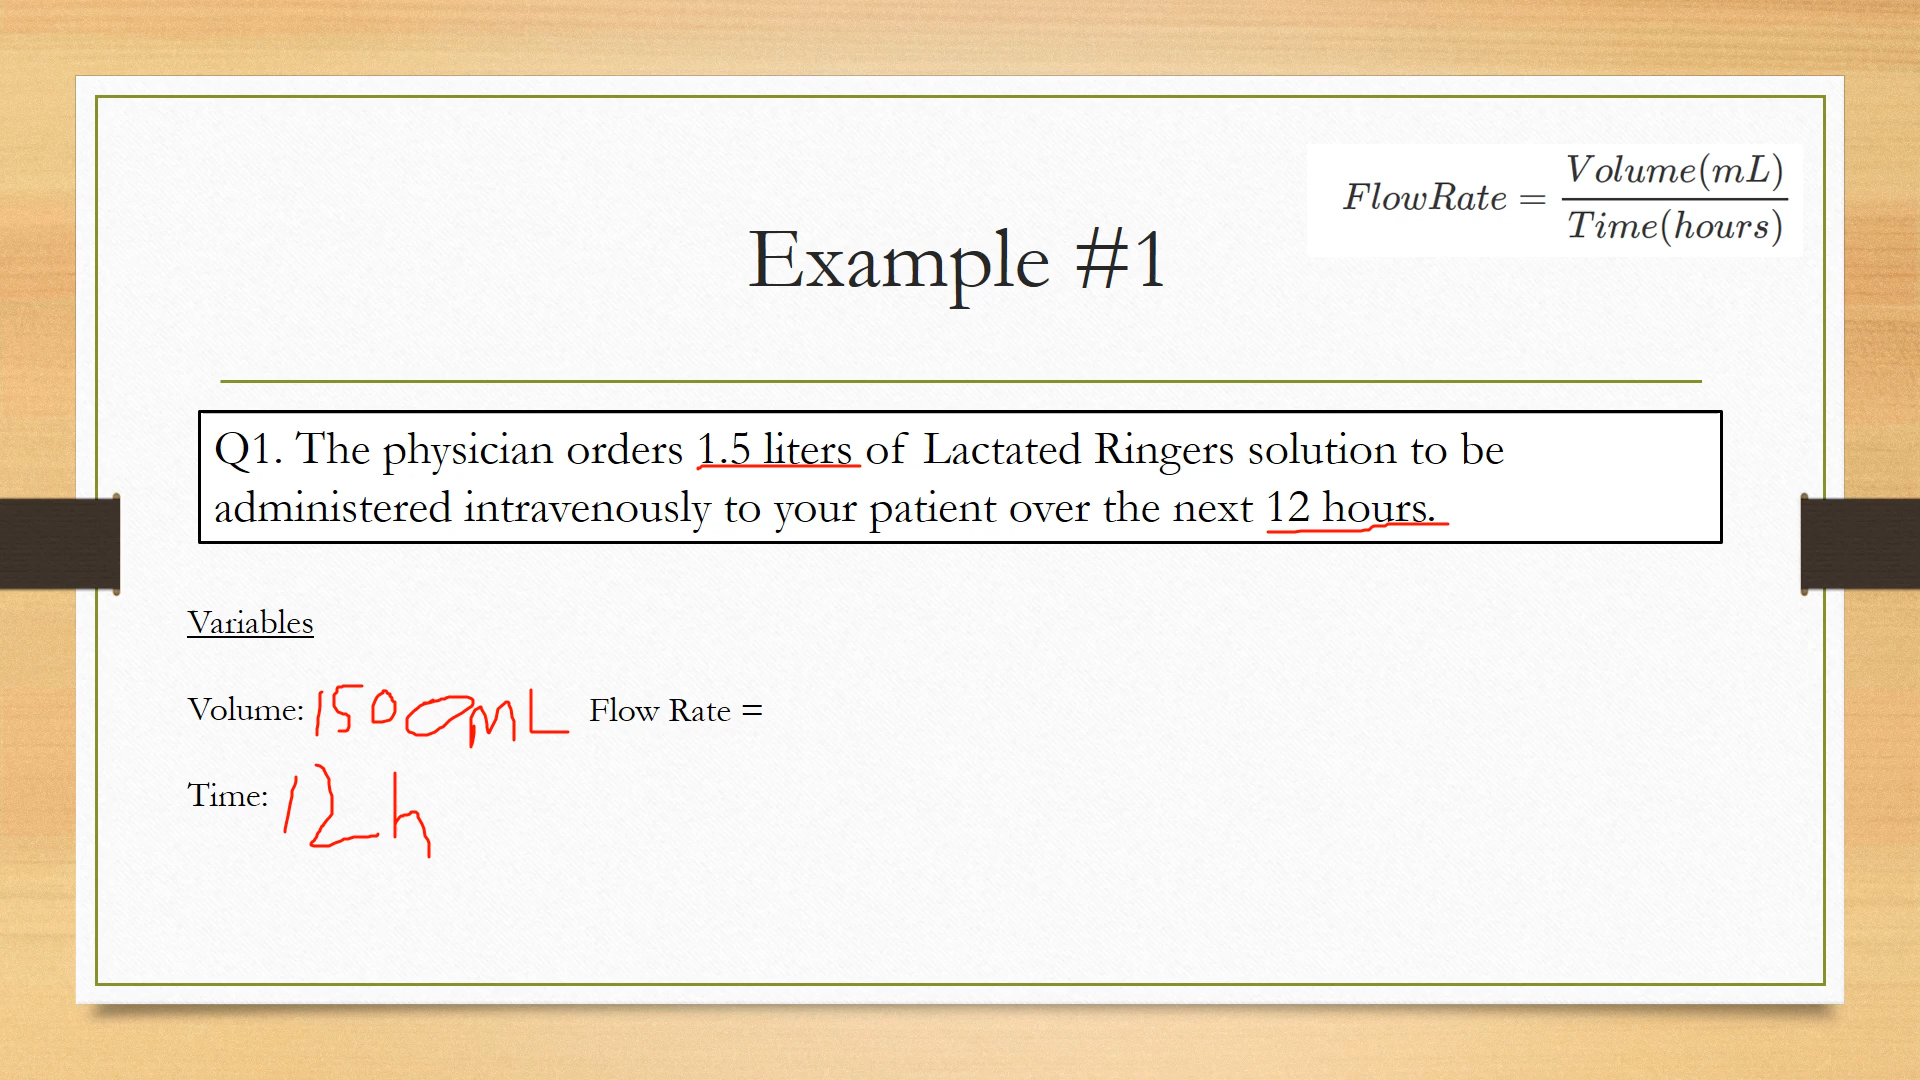 FlowRate = Volume(mL) / Time(hours)
Example #1
Q1. The physician orders 1.5 liters of Lactated Ringers solution to be
administered intravenously to your patient over the next 12 hours.
Variables
Volume: 1500mL Flow Rate =
Time: 12 h